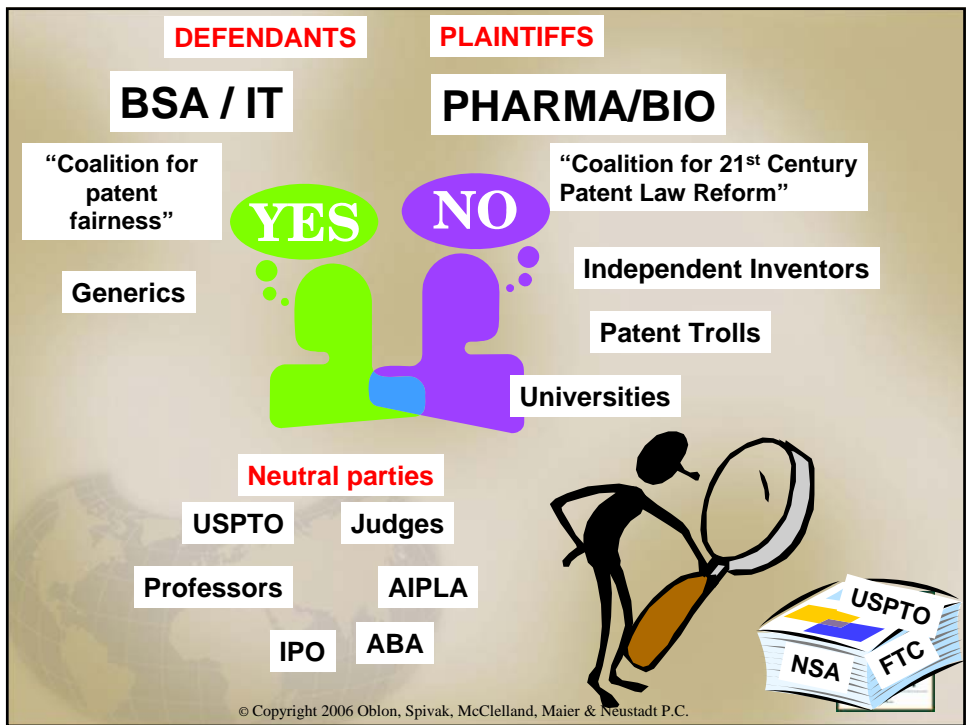 DEFENDANTS
PLAINTIFFS
BSA / IT
PHARMA/BIO
“Coalition for
patent
fairness”
“Coalition for 21st Century
Patent Law Reform”
YES
NO
Generics
Independent Inventors
Patent Trolls
Universities
Neutral parties
USPTO
Judges
Professors
AIPLA
IPO
ABA
USPTO
NSA
FTC
© Copyright 2006 Oblon, Spivak, McClelland, Maier & Neustadt P.C.